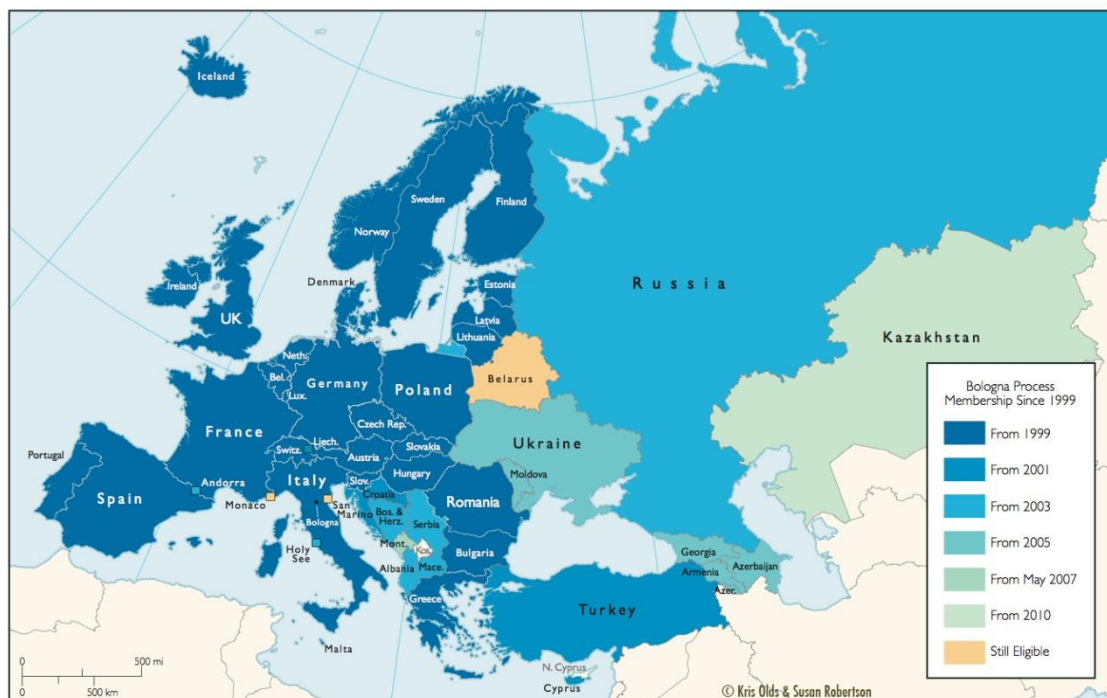 Iceland
Sweden
Finland
Norway
Russia
Denmark
Estonia
Ireland
Latvia
UK
Lithuania
Kazakhstan
Neth.
Belarus
Bel.
Germany
Poland
Lux.
Bologna Process
Membership Since 1999
From 1999
From 2001
From 2003
From 2005
From May 2007
From 2010
Still Eligible
Czech Rep.
France
Ukraine
Liech.
Slovakia
Switz.
Austria
Portugal
Moldova
Hungary
Italy
Slov.
Andorra
Spain
Croatia
Romania
Monaco
San
Marino
Bos. &
Herz.
Serbia
Bologna
Mont.
Kos.
Holy
See
Bulgaria
Georgia
Azerbaijan
Albania
Mace.
Armenia
Azer.
Greece
Turkey
Malta
N. Cyprus
Cyprus
0
500 mi
0
500 km
© Kris Olds & Susan Robertson